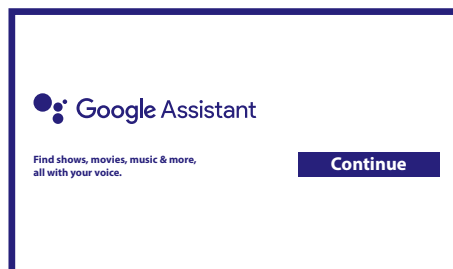 Google Assistant
Find shows, movies, music & more,
all with your voice.
Continue